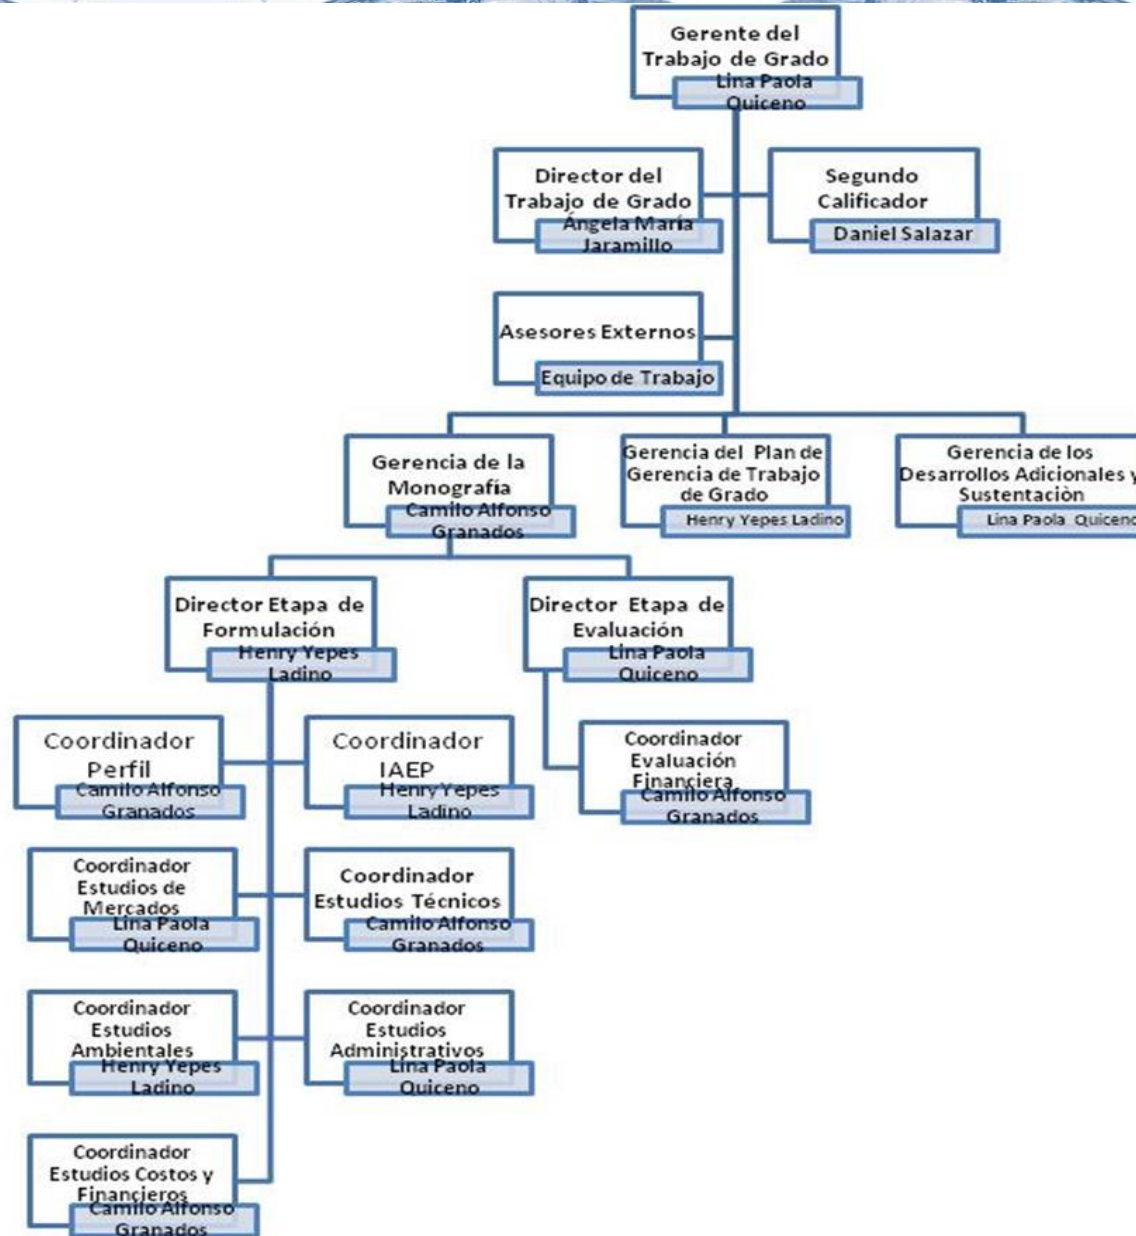 Gerente del
Trabajo de Grado
Lina Paola
Quiceno
Director del
Trabajo de Grado
Ángela María
Jaramillo
Segundo
Calificador
Daniel Salazar
Asesores Externos
Equipo de Trabajo
Gerencia de la
Monografía
Camilo Alfonso
Granados
Gerencia del Plan de
Gerencia de Trabajo
de Grado
Henry Yepes Ladino
Gerencia de los
Desarrollos Adicionales y
Sustentaciòn
Lina Paola Quiceno
Director Etapa de
Formulación
Henry Yepes
Ladino
Director Etapa de
Evaluación
Lina Paola
Quiceno
Coordinador
Perfil
Camilo Alfonso
Granados
Coordinador
IAEP
Henry Yepes
Ladino
Coordinador
Evaluación
Financiera
Camilo Alfonso
Granados
Coordinador
Estudios de
Mercados
Lina Paola
Quiceno
Coordinador
Estudios Técnicos
Camilo Alfonso
Granados
Coordinador
Estudios
Ambientales
Henry Yepes
Ladino
Coordinador
Estudios
Administrativos
Lina Paola
Quiceno
Coordinador
Estudios Costos y
Financieros
Camilo Alfonso
Granados